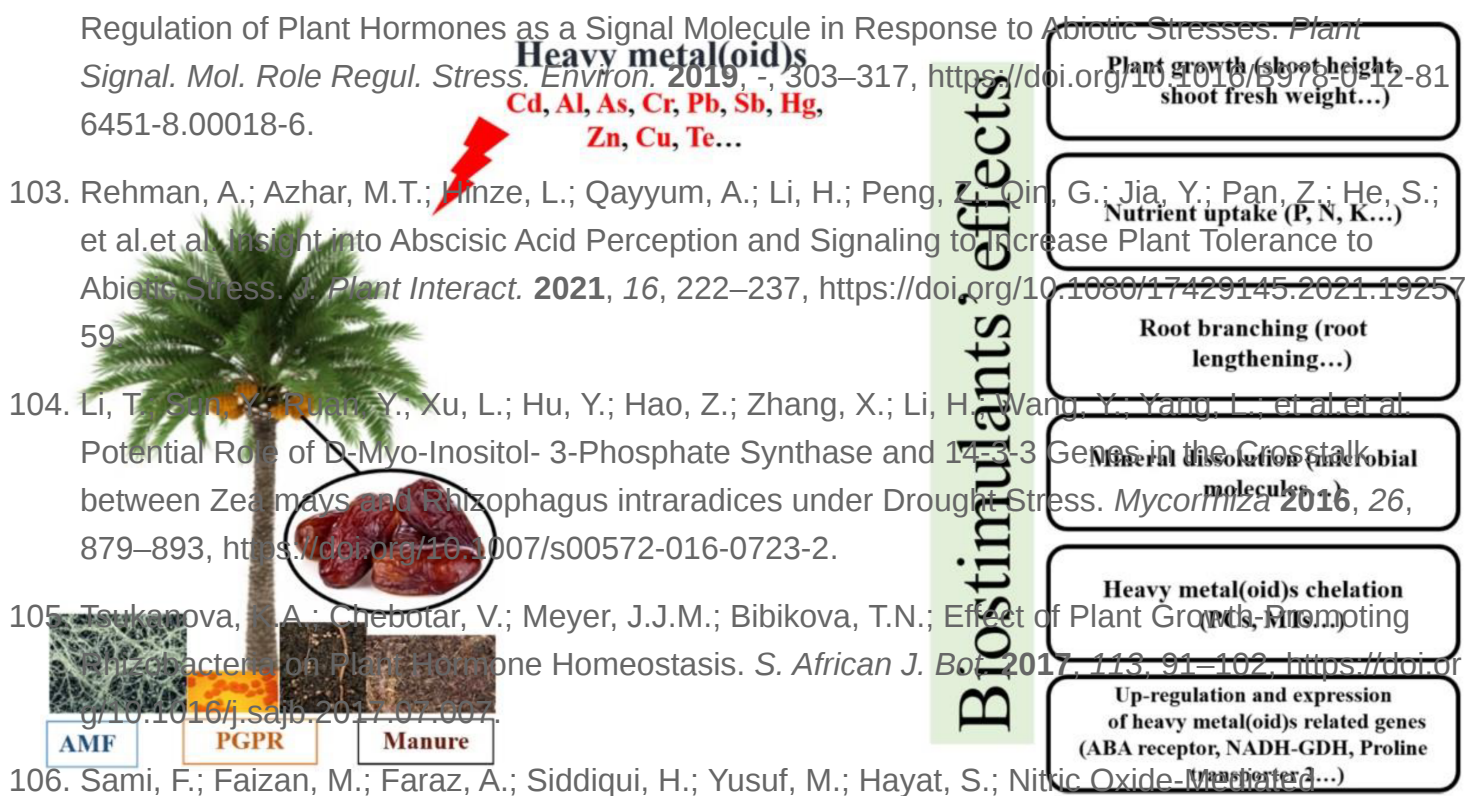 Regulation of Plant Hormones as a Signal Molecule in Response to Abiotic Stresses. Plant
Signal. Mol. Role Regul. Stress. Environ. 2019, -, 303–317, https://doi.org/10.1016/B978-0-12-81
6451-8.00018-6.
103. Rehman, A.; Azhar, M.T.; Hinze, L.; Qayyum, A.; Li, H.; Peng, Z.; Qin, G.; Jia, Y.; Pan, Z.; He, S.;
et al.et al. Insight into Abscisic Acid Perception and Signaling to Increase Plant Tolerance to
Abiotic Stress. J. Plant Interact. 2021, 16, 222–237, https://doi.org/10.1080/17429145.2021.19257
59.
104. Li, T.; Sun, Y.; Ruan, Y.; Xu, L.; Hu, Y.; Hao, Z.; Zhang, X.; Li, H.; Wang, Y.; Yang, L.; et al.et al.
Potential Role of D-Myo-Inositol- 3-Phosphate Synthase and 14-3-3 Genes in the Crosstalk
between Zea mays and Rhizophagus intraradices under Drought Stress. Mycorrhiza 2016, 26,
879–893, https://doi.org/10.1007/s00572-016-0723-2.
105. Tsukanova, K.A.; Chebotar, V.; Meyer, J.J.M.; Bibikova, T.N.; Effect of Plant Growth-Promoting
Rhizobacteria on Plant Hormone Homeostasis. S. African J. Bot. 2017, 113, 91–102, https://doi.or
g/10.1016/j.sajb.2017.07.007.
106. Sami, F.; Faizan, M.; Faraz, A.; Siddiqui, H.; Yusuf, M.; Hayat, S.; Nitric Oxide-Mediated
Heavy metal(oid)s
Cd, Al, As, Cr, Pb, Sb, Hg,
Zn, Cu, Te…
AMF
PGPR
Manure
Biostimulants’ effects
Plant growth (shoot height,
shoot fresh weight…)
Nutrient uptake (P, N, K…)
Root branching (root
lengthening…)
Mineral dissolution (microbial
molecules…)
Heavy metal(oid)s chelation
(PCs, MTs…)
Up-regulation and expression
of heavy metal(oid)s related genes
(ABA receptor, NADH-GDH, Proline
transporter 2…)